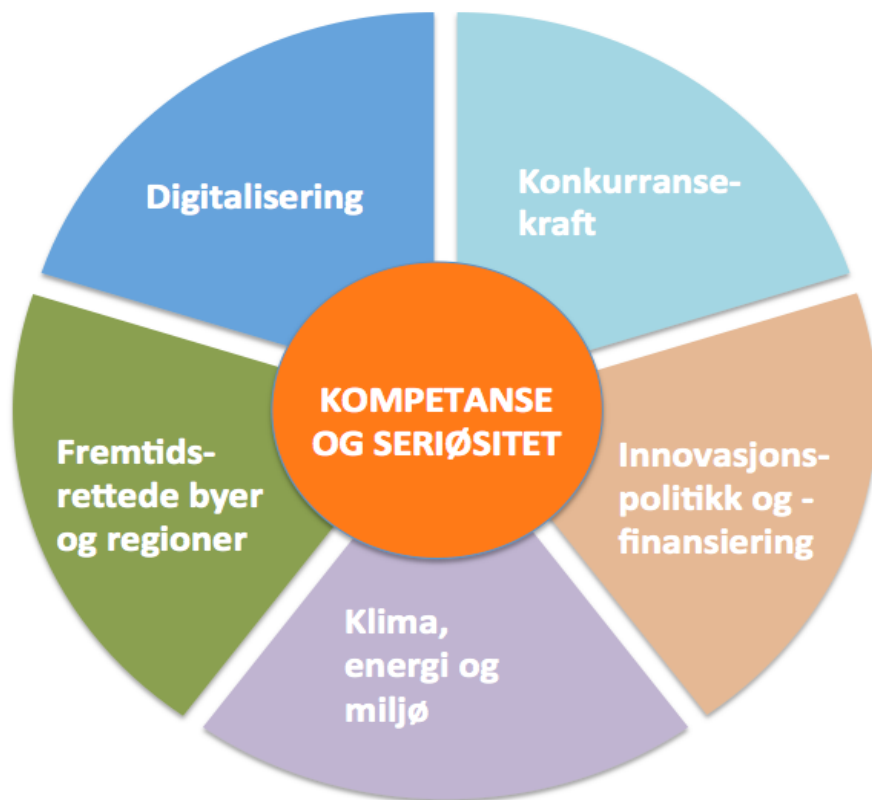 Digitalisering
Konkurranse-
kraft
KOMPETANSE
OG SERIØSITET
Fremtids-
rettede byer
og regioner
Innovasjons-
politikk og -
finansiering
Klima,
energi og
miljø